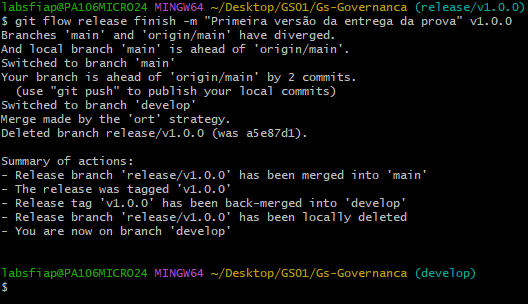 labsfiap@PA106MICRO24 MINGW64 ~/Desktop/GS01/Gs-Governanca (release/v1.0.0)
$ git flow release finish -m "Primeira versão da entrega da prova" v1.0.0
Branches 'main' and 'origin/main' have diverged.
And local branch 'main' is ahead of 'origin/main'.
Switched to branch 'main'
Your branch is ahead of 'origin/main' by 2 commits.
  (use "git push" to publish your local commits)
Switched to branch 'develop'
Merge made by the 'ort' strategy.
Deleted branch release/v1.0.0 (was a5e87d1).

Summary of actions:
- Release branch 'release/v1.0.0' has been merged into 'main'
- The release was tagged 'v1.0.0'
- Release tag 'v1.0.0' has been back-merged into 'develop'
- Release branch 'release/v1.0.0' has been locally deleted
- You are now on branch 'develop'

labsfiap@PA106MICRO24 MINGW64 ~/Desktop/GS01/Gs-Governanca (develop)
$